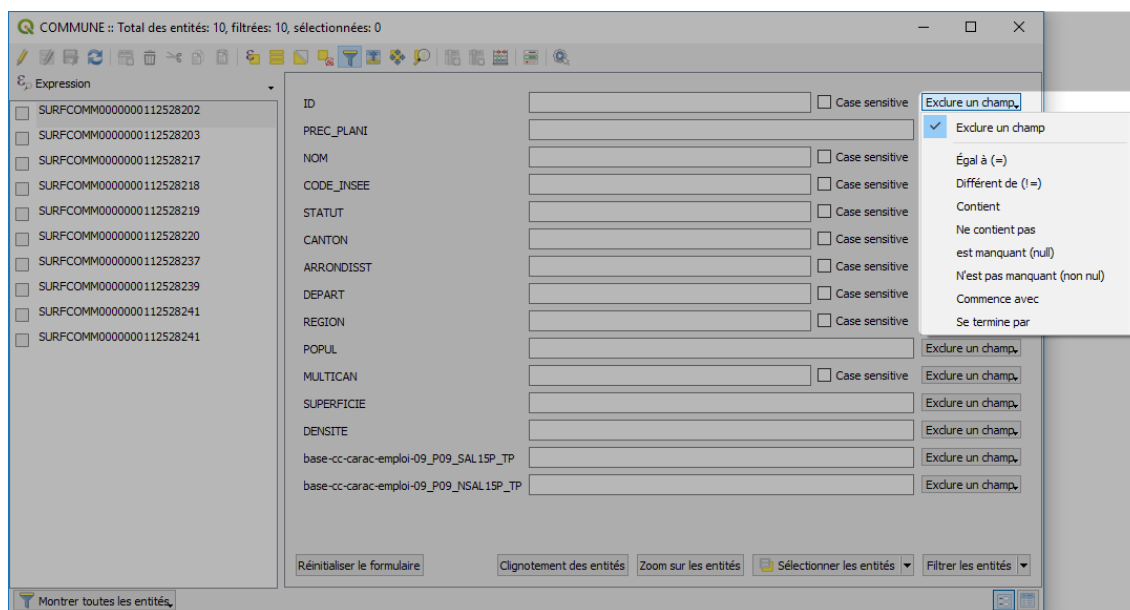 COMMUNE :: Total des entités: 10, filtrées: 10, sélectionnées: 0
Expression
SURFCOMM0000000112528202
SURFCOMM0000000112528203
SURFCOMM0000000112528217
SURFCOMM0000000112528218
SURFCOMM0000000112528219
SURFCOMM0000000112528220
SURFCOMM0000000112528237
SURFCOMM0000000112528239
SURFCOMM0000000112528241
SURFCOMM0000000112528241
ID Case sensitive Exclure un champ
PREC_PLANI
NOM Case sensitive
CODE_INSEE Case sensitive
STATUT Case sensitive
CANTON Case sensitive
ARRONDISST Case sensitive
DEPART Case sensitive
REGION Case sensitive
POPUL Exclure un champ
MULTICAN Case sensitive Exclure un champ
SUPERFICIE Exclure un champ
DENSITE Exclure un champ
base-cc-carac-emploi-09_P09_SAL15P_TP Exclure un champ
base-cc-carac-emploi-09_P09_NSAL15P_TP Exclure un champ
Exclure un champ
Égal à (=)
Différent de (!=)
Contient
Ne contient pas
est manquant (null)
N'est pas manquant (non nul)
Commence avec
Se termine par
Réinitialiser le formulaire Clignotement des entités Zoom sur les entités Sélectionner les entités Filtrer les entités
Montrer toutes les entités